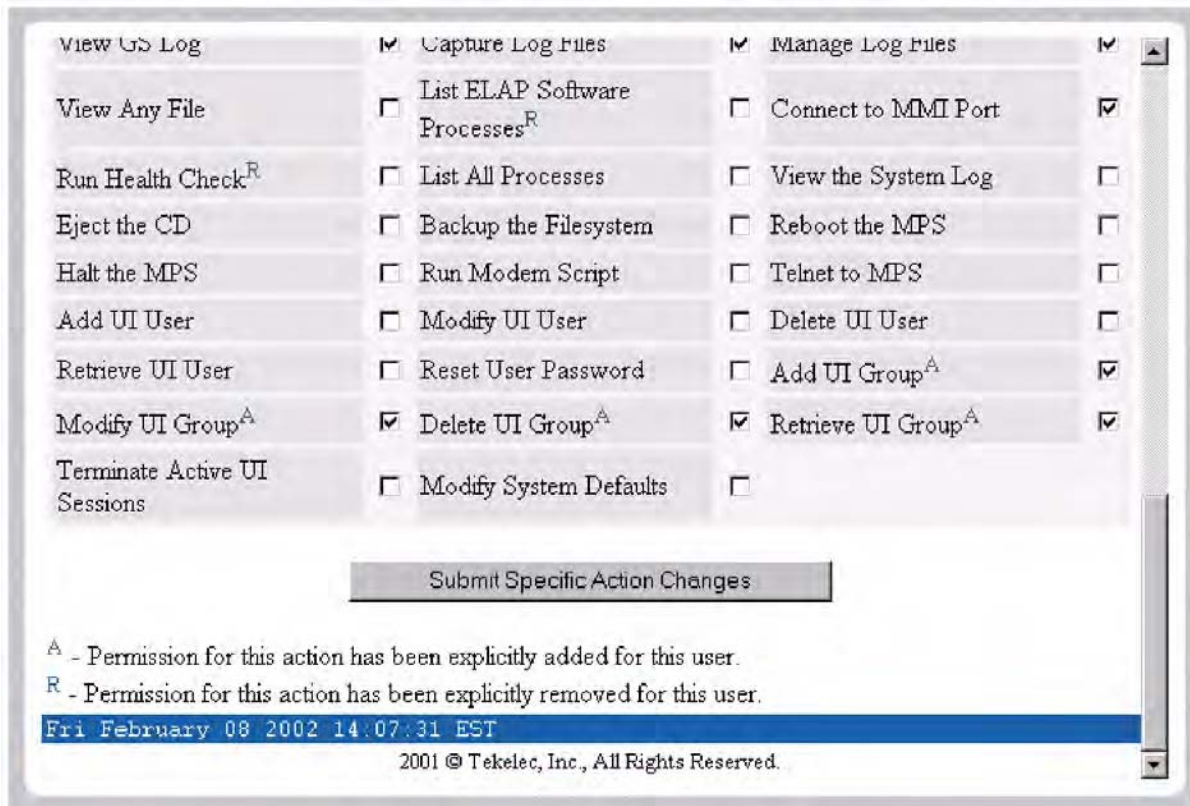 View GS Log Capture Log Files Manage Log Files
List ELAP Software
View Any File Connect to MMI Port
Processes^R
Run Health Check^R List All Processes View the System Log
Eject the CD Backup the Filesystem Reboot the MPS
Halt the MPS Run Modem Script Telnet to MPS
Add UI User Modify UI User Delete UI User
Retrieve UI User Reset User Password Add UI Group^A
Modify UI Group^A Delete UI Group^A Retrieve UI Group^A
Terminate Active UI
Sessions
Modify System Defaults
Submit Specific Action Changes
A - Permission for this action has been explicitly added for this user.
R - Permission for this action has been explicitly removed for this user.
Fri February 08 2002 14:07:31 EST
2001 © Tekelec, Inc., All Rights Reserved.